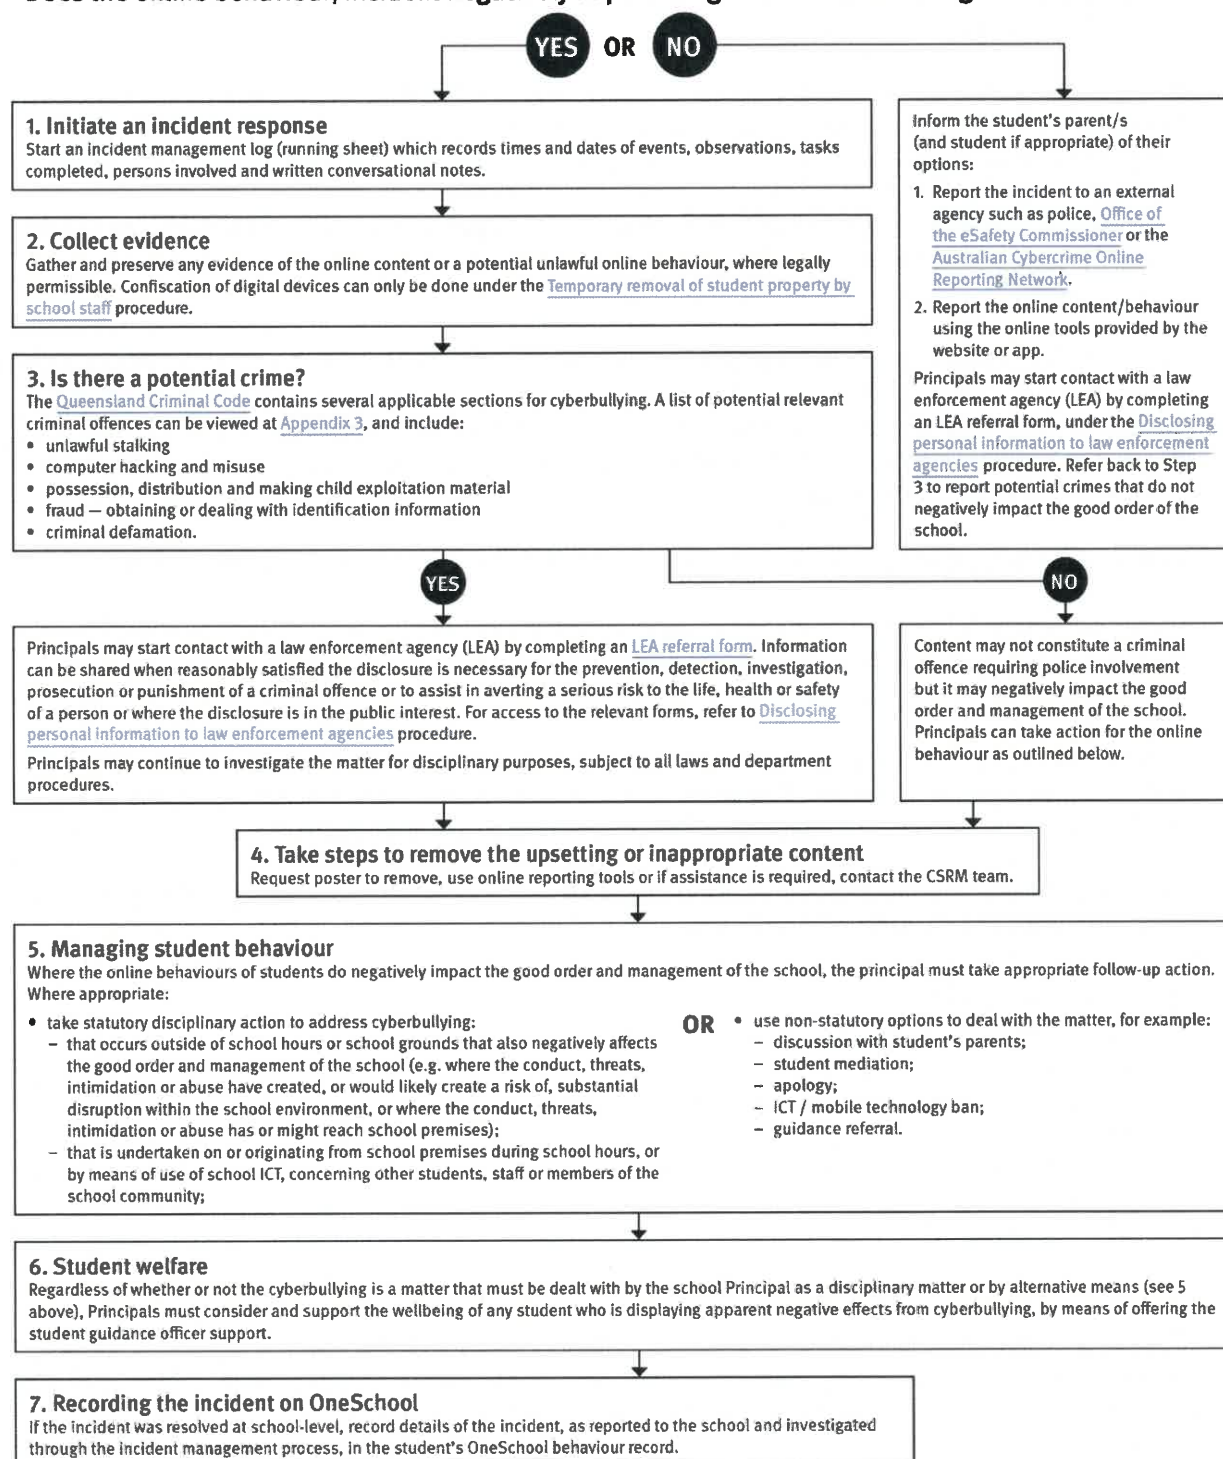 YES OR NO
1. Initiate an incident response
Start an incident management log (running sheet) which records times and dates of events, observations, tasks
completed, persons involved and written conversational notes.
2. Collect evidence
Gather and preserve any evidence of the online content or a potential unlawful online behaviour, where legally
permissible. Confiscation of digital devices can only be done under the Temporary removal of student property by
school staff procedure.
3. Is there a potential crime?
The Queensland Criminal Code contains several applicable sections for cyberbullying. A list of potential relevant
criminal offences can be viewed at Appendix 3, and include:
• unlawful stalking
• computer hacking and misuse
• possession, distribution and making child exploitation material
• fraud — obtaining or dealing with identification information
• criminal defamation.
Inform the student's parent/s
(and student if appropriate) of their
options:
1. Report the incident to an external
agency such as police, Office of
the eSafety Commissioner or the
Australian Cybercrime Online
Reporting Network.
2. Report the online content/behaviour
using the online tools provided by the
website or app.
Principals may start contact with a law
enforcement agency (LEA) by completing
an LEA referral form, under the Disclosing
personal information to law enforcement
agencies procedure. Refer back to Step
3 to report potential crimes that do not
negatively impact the good order of the
school.
YES
NO
Principals may start contact with a law enforcement agency (LEA) by completing an LEA referral form. Information
can be shared when reasonably satisfied the disclosure is necessary for the prevention, detection, investigation,
prosecution or punishment of a criminal offence or to assist in averting a serious risk to the life, health or safety
of a person or where the disclosure is in the public interest. For access to the relevant forms, refer to Disclosing
personal information to law enforcement agencies procedure.
Principals may continue to investigate the matter for disciplinary purposes, subject to all laws and department
procedures.
Content may not constitute a criminal
offence requiring police involvement
but it may negatively impact the good
order and management of the school.
Principals can take action for the online
behaviour as outlined below.
4. Take steps to remove the upsetting or inappropriate content
Request poster to remove, use online reporting tools or if assistance is required, contact the CSRM team.
5. Managing student behaviour
Where the online behaviours of students do negatively impact the good order and management of the school, the principal must take appropriate follow-up action.
Where appropriate:
• take statutory disciplinary action to address cyberbullying:
– that occurs outside of school hours or school grounds that also negatively affects
the good order and management of the school (e.g. where the conduct, threats,
intimidation or abuse have created, or would likely create a risk of, substantial
disruption within the school environment, or where the conduct, threats,
intimidation or abuse has or might reach school premises);
– that is undertaken on or originating from school premises during school hours, or
by means of use of school ICT, concerning other students, staff or members of the
school community;
OR
• use non-statutory options to deal with the matter, for example:
– discussion with student's parents;
– student mediation;
– apology;
– ICT / mobile technology ban;
– guidance referral.
6. Student welfare
Regardless of whether or not the cyberbullying is a matter that must be dealt with by the school Principal as a disciplinary matter or by alternative means (see 5
above), Principals must consider and support the wellbeing of any student who is displaying apparent negative effects from cyberbullying, by means of offering the
student guidance officer support.
7. Recording the incident on OneSchool
If the incident was resolved at school-level, record details of the incident, as reported to the school and investigated
through the incident management process, in the student's OneSchool behaviour record.